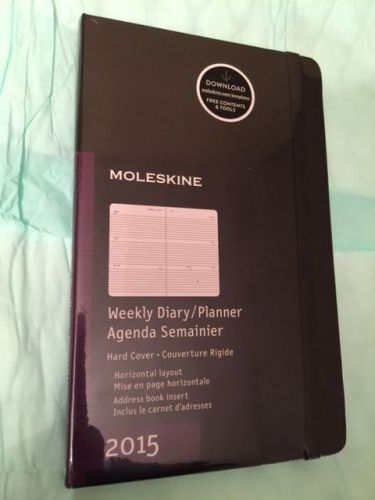 DOWNLOAD
moleskine.com/templates
FREE CONTENTS
& TOOLS
MOLESKINE
Weekly Diary/Planner
Agenda Semainier
Hard Cover • Couverture Rigide
Horizontal layout
Mise en page horizontale
Address book insert
Inclus le carnet d'adresses
2015